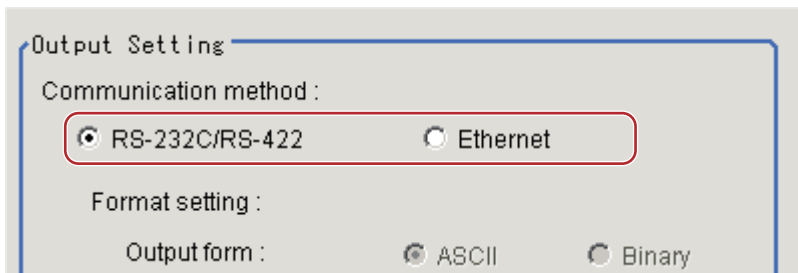 Output Setting
Communication method :
RS-232C/RS-422 Ethernet
Format setting :
Output form : ASCII Binary